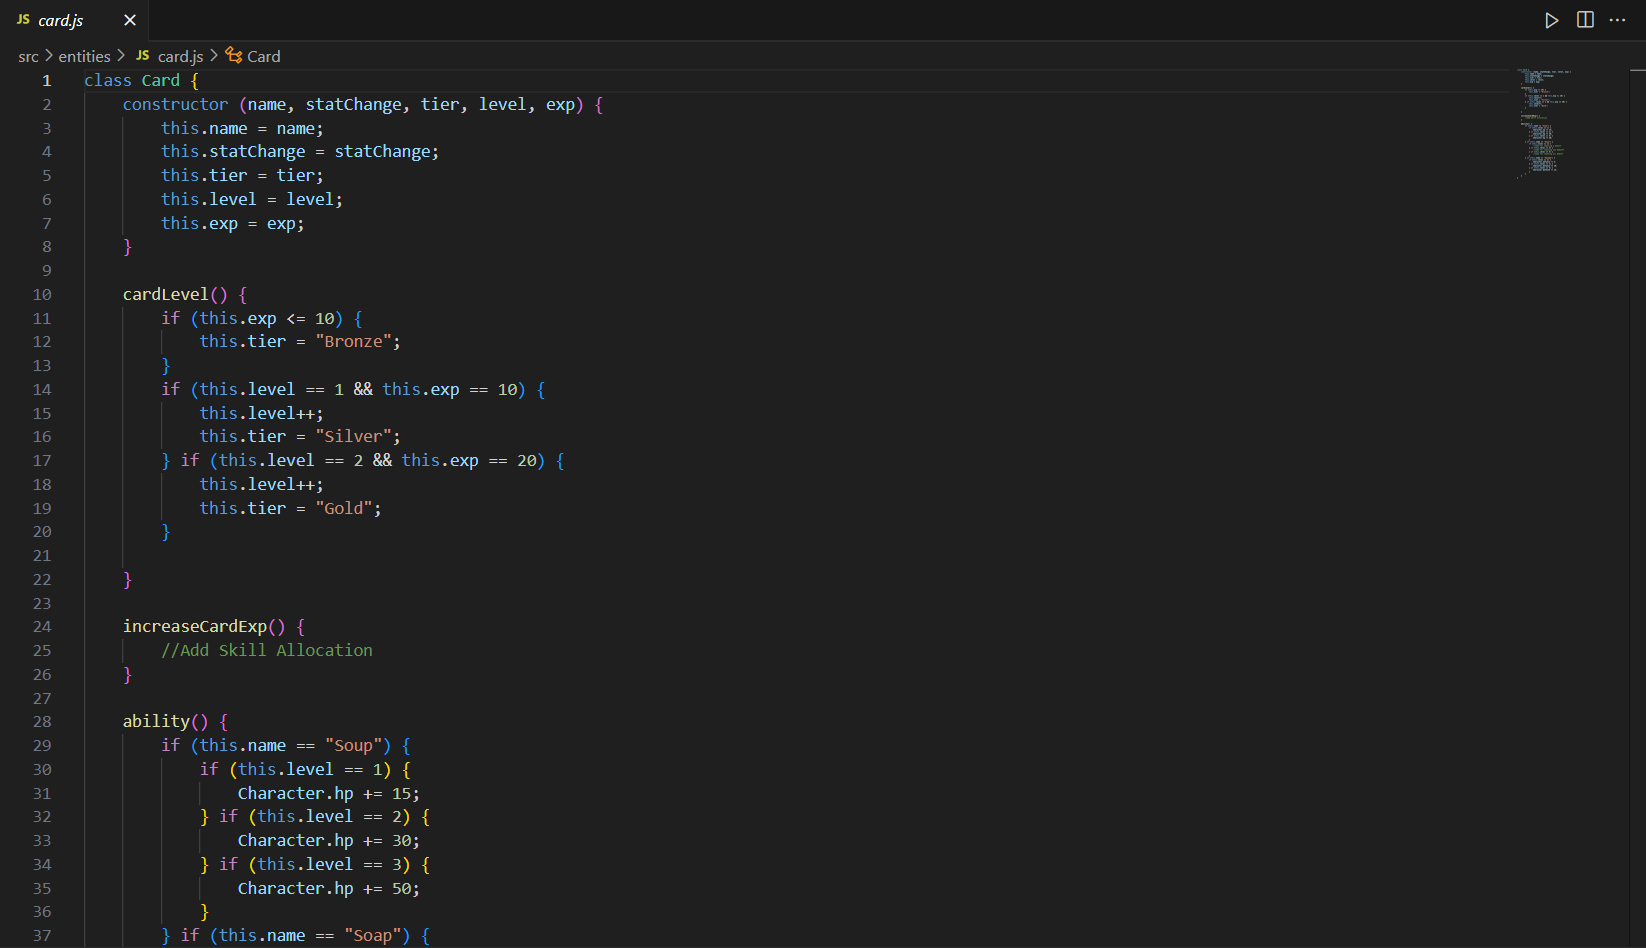 JS card.js
src > entities > JS card.js > Card
1 class Card {
2 constructor (name, statChange, tier, level, exp) {
3 this.name = name;
4 this.statChange = statChange;
5 this.tier = tier;
6 this.level = level;
7 this.exp = exp;
8 }
9
10 cardLevel() {
11 if (this.exp <= 10) {
12 this.tier = "Bronze";
13 }
14 if (this.level == 1 && this.exp == 10) {
15 this.level++;
16 this.tier = "Silver";
17 } if (this.level == 2 && this.exp == 20) {
18 this.level++;
19 this.tier = "Gold";
20 }
21
22 }
23
24 increaseCardExp() {
25 //Add Skill Allocation
26 }
27
28 ability() {
29 if (this.name == "Soup") {
30 if (this.level == 1) {
31 Character.hp += 15;
32 } if (this.level == 2) {
33 Character.hp += 30;
34 } if (this.level == 3) {
35 Character.hp += 50;
36 }
37 } if (this.name == "Soap") {